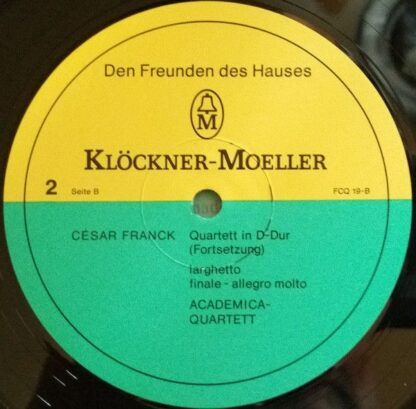 Den Freunden des Hauses
M
KLÖCKNER-MOELLER
2 Seite B FCQ 19-B
CÉSAR FRANCK Quartett in D-Dur
(Fortsetzung)
larghetto
finale - allegro molto
ACADEMICA-
QUARTETT